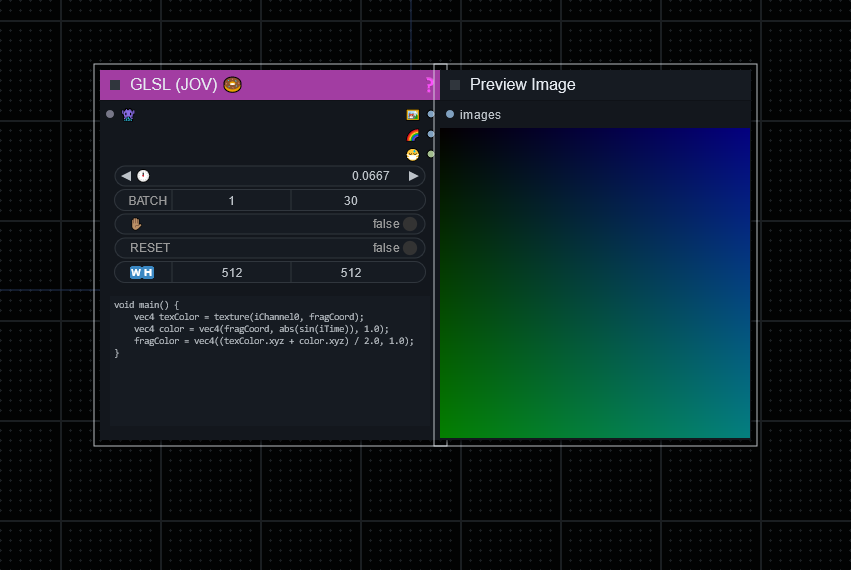 GLSL (JOV) 🍩 ?
Preview Image
images
0.0667
BATCH 1 30
false
RESET false
WH 512 512
void main() {
    vec4 texColor = texture(iChannel0, fragCoord);
    vec4 color = vec4(fragCoord, abs(sin(iTime)), 1.0);
    fragColor = vec4((texColor.xyz + color.xyz) / 2.0, 1.0);
}